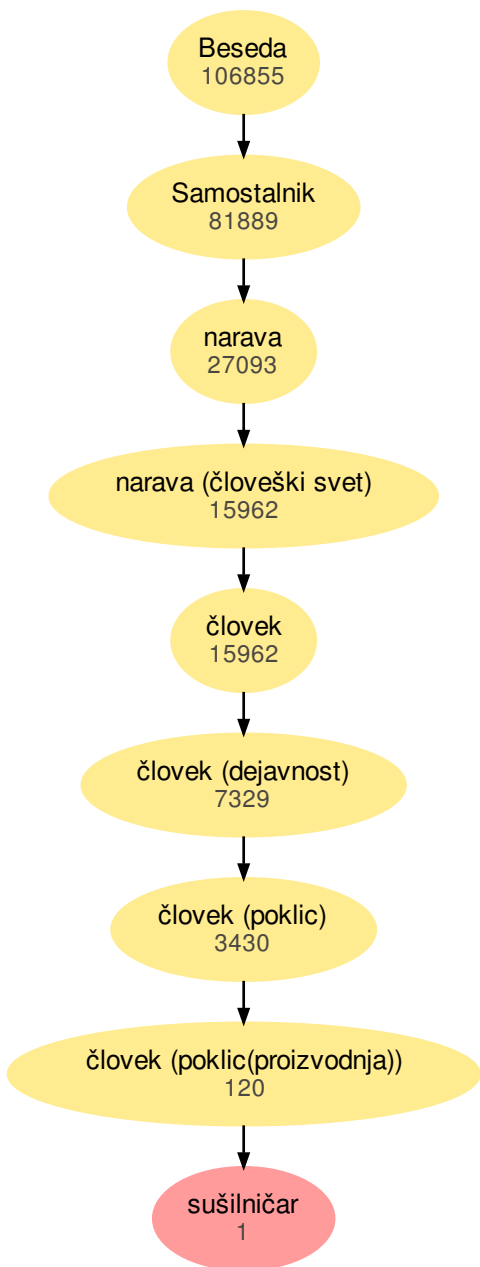 Beseda
106855
Samostalnik
81889
narava
27093
narava (človeški svet)
15962
človek
15962
človek (dejavnost)
7329
človek (poklic)
3430
človek (poklic(proizvodnja))
120
sušilničar
1